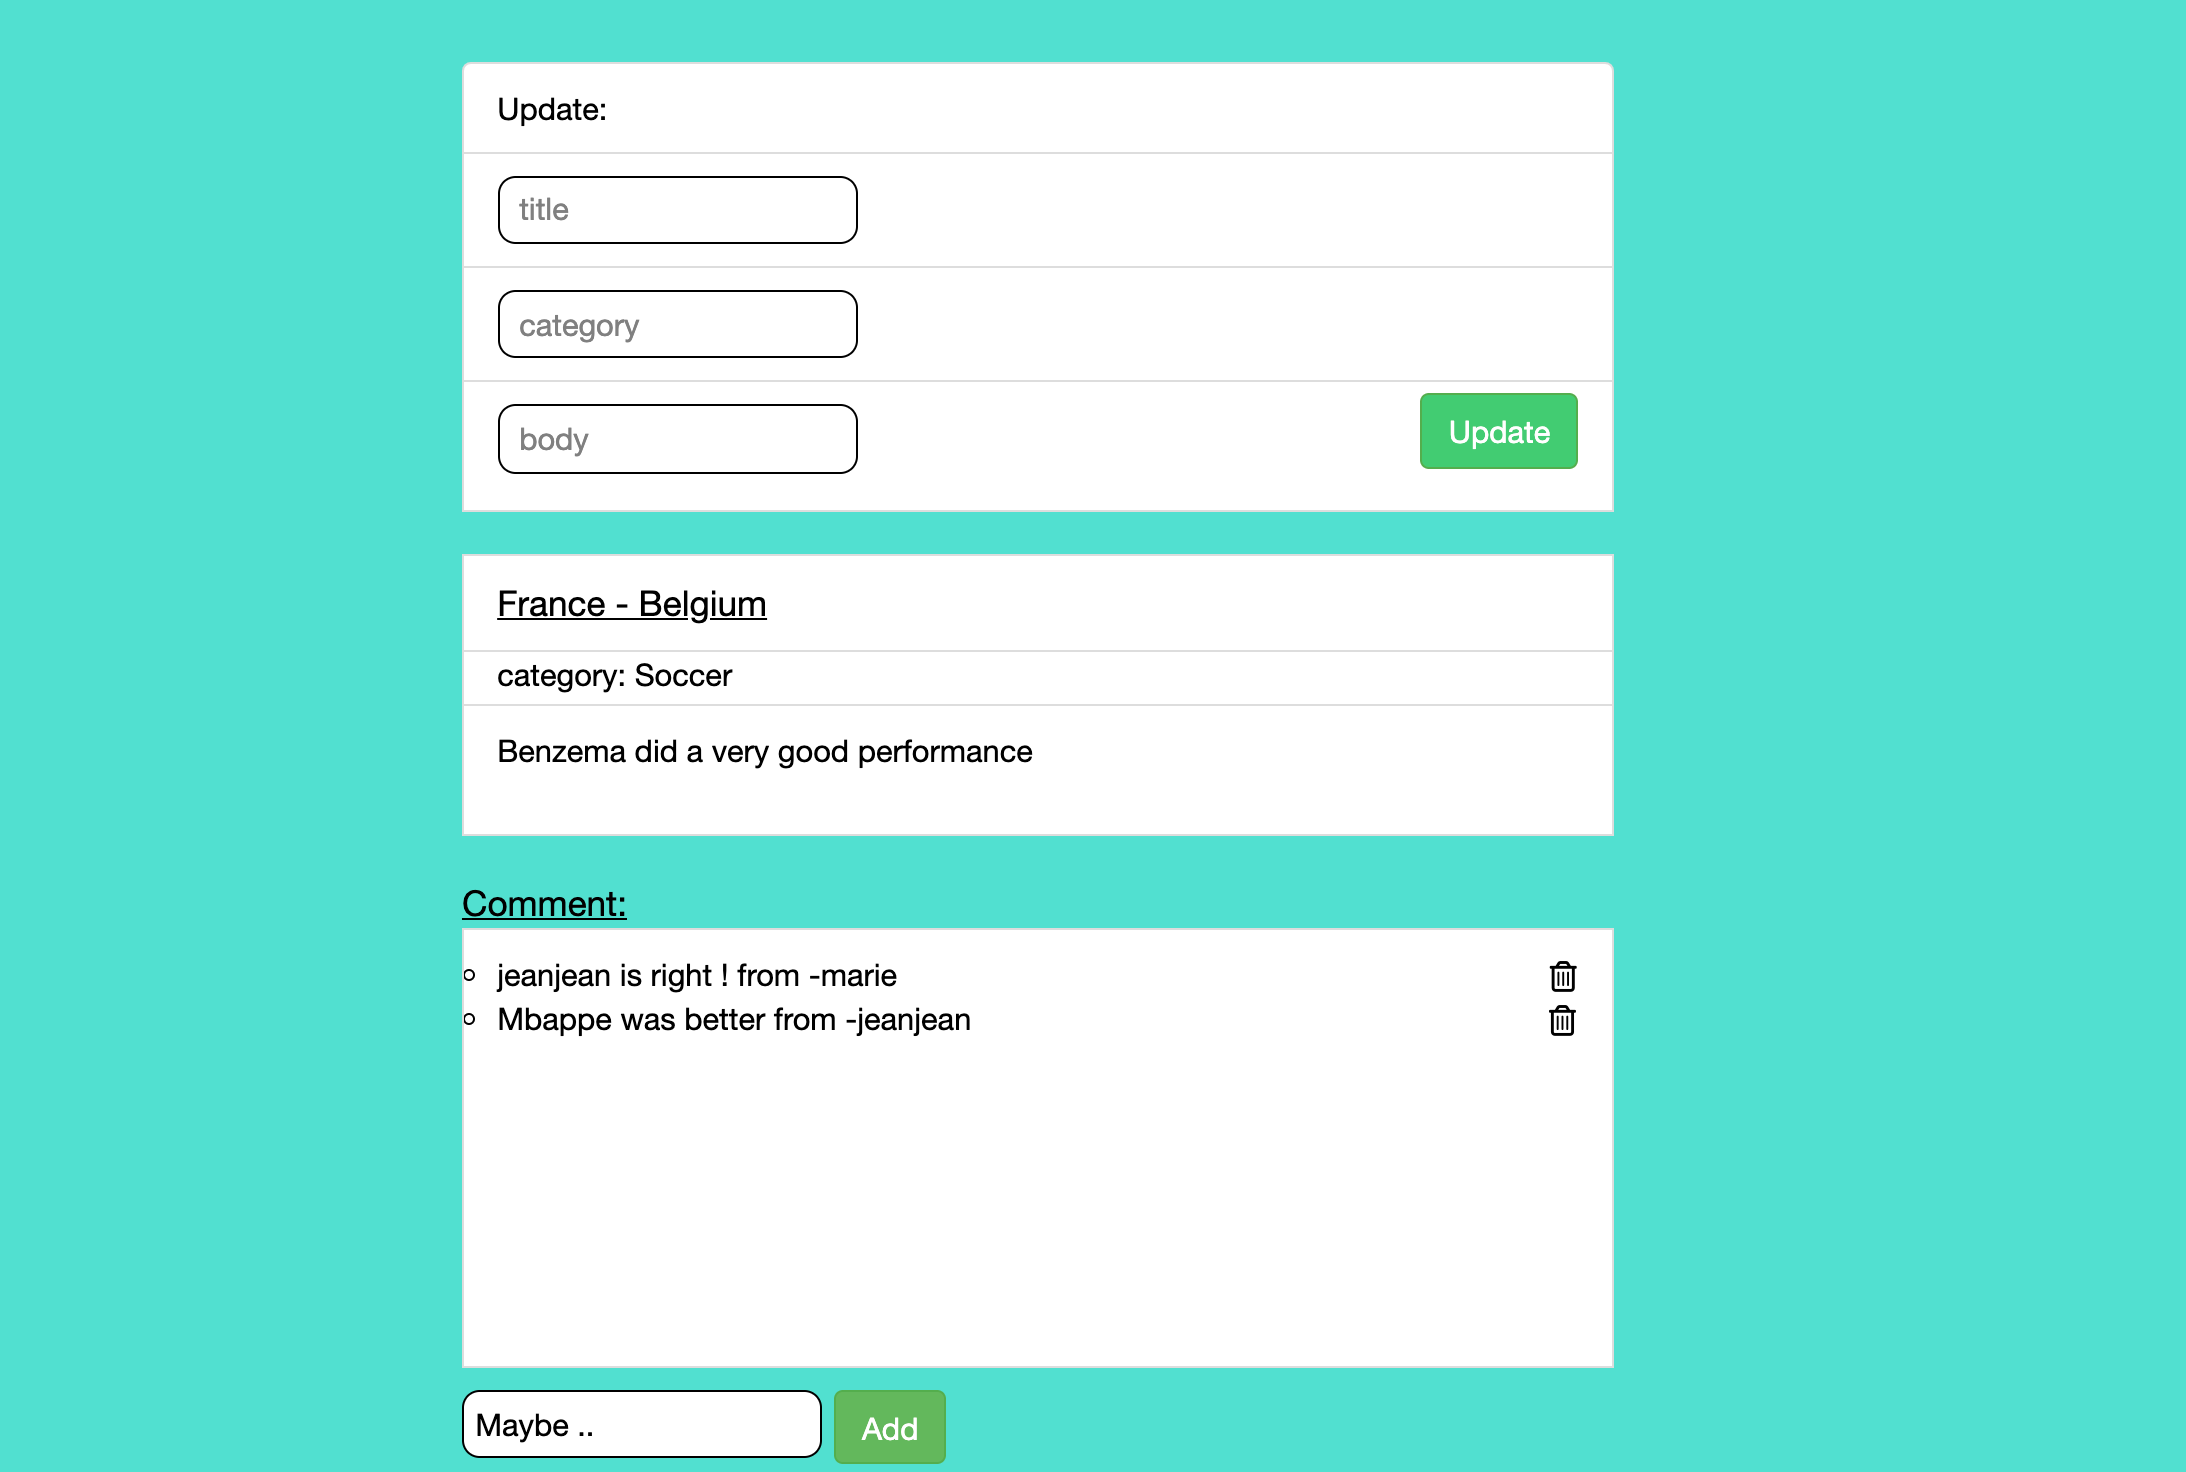 Update:
title
category
body
Update
France - Belgium
category: Soccer
Benzema did a very good performance
Comment:
jeanjean is right ! from -marie
Mbappe was better from -jeanjean
Maybe ..
Add